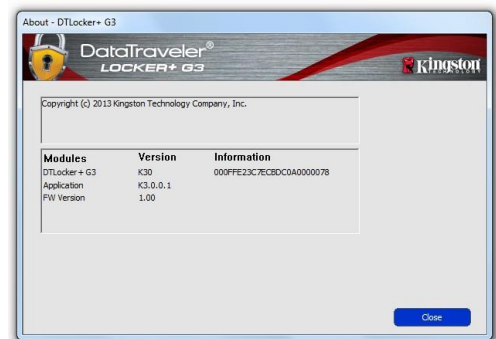 About - DTLocker+ G3
DataTraveler®
LOCKER+ G3
Kingston
TECHNOLOGY
Copyright (c) 2013 Kingston Technology Company, Inc.
Modules Version Information
DTLocker+ G3 K30 000FFE23C7ECBDC0A0000078
Application K3.0.0.1
FW Version 1.00
Close